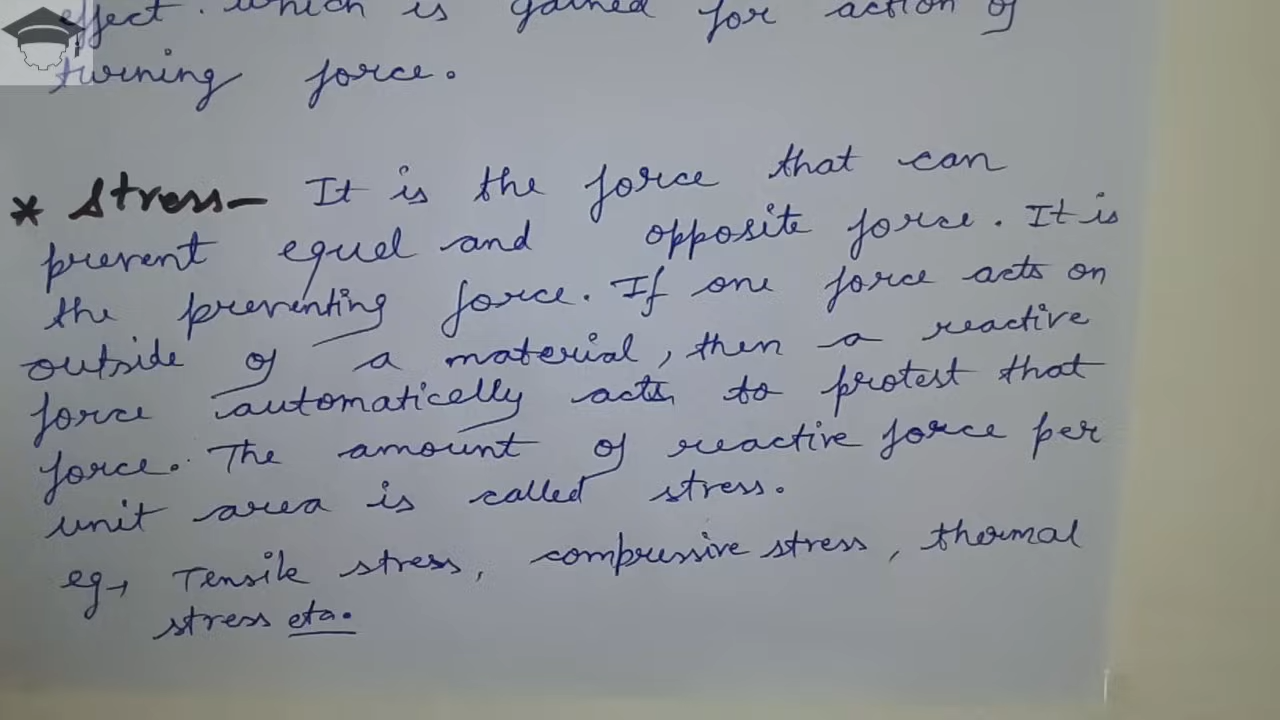 effect. which is gained for action of
turning force.
* Stress- It is the force that can
prevent equel and opposite force. It is
the preventing force. If one force acts on
outside of a material, then a reactive
force automatically acts to protest that
force. The amount of reactive force per
unit area is called stress.
eg→ Tensile stress, compressive stress, thermal
stress etc.